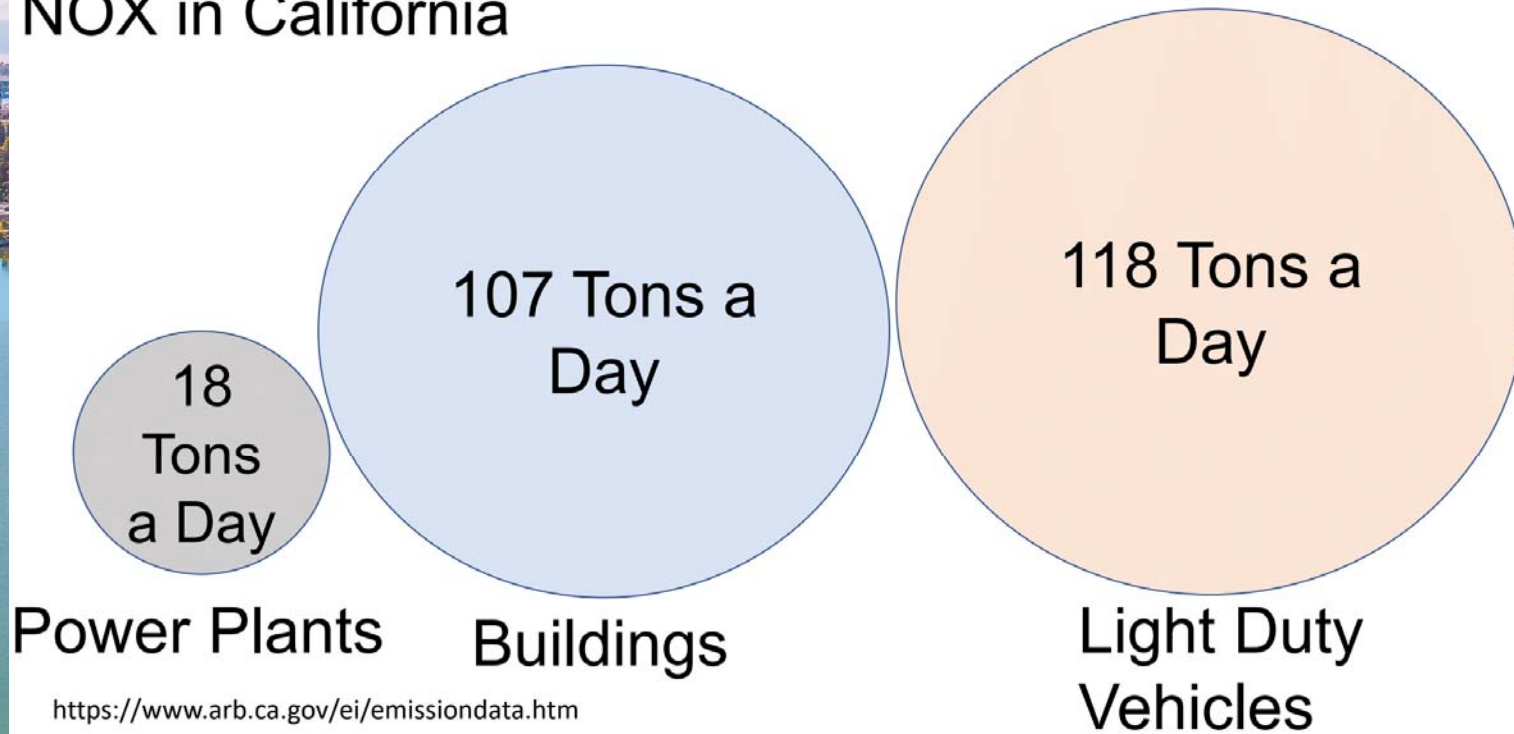 NOX in California
18
Tons
a Day
107 Tons a
Day
118 Tons a
Day
Power Plants
Buildings
Light Duty
Vehicles
https://www.arb.ca.gov/ei/emissiondata.htm